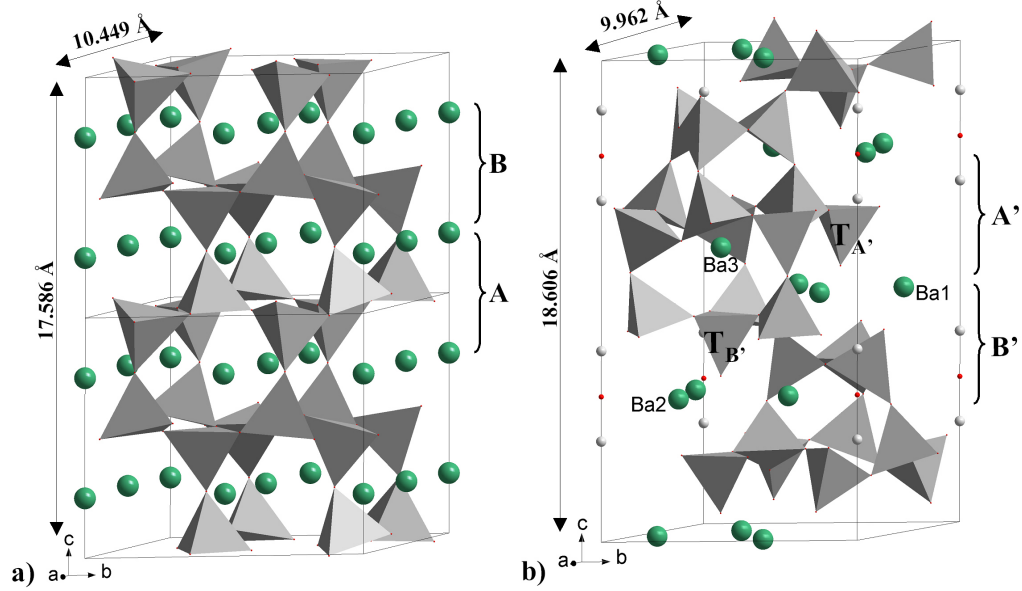 10.449 Å
17.586 Å
B
A
c
a
b
a)
9.962 Å
18.606 Å
A’
T A’
Ba3
Ba1
B’
T B’
Ba2
c
a
b
b)